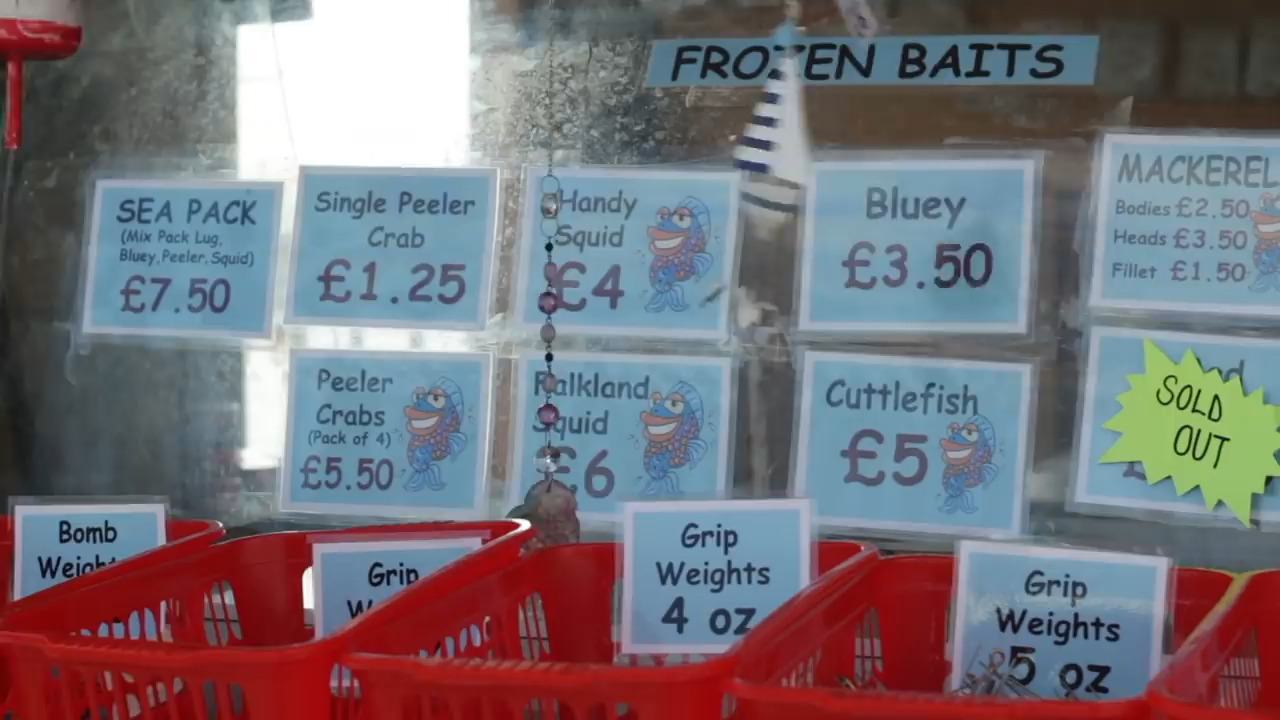 FROZEN BAITS
SEA PACK
(Mix Pack Lug,
Bluey,Peeler,Squid)
£7.50
Single Peeler
Crab
£1.25
Handy
Squid
£4
Bluey
£3.50
MACKEREL
Bodies £2.50
Heads £3.50
Fillet £1.50
Peeler
Crabs
(Pack of 4)
£5.50
Falkland
Squid
£6
Cuttlefish
£5
SOLD
OUT
Bomb
Weight
Grip
Grip
Weights
4 oz
Grip
Weights
5 oz